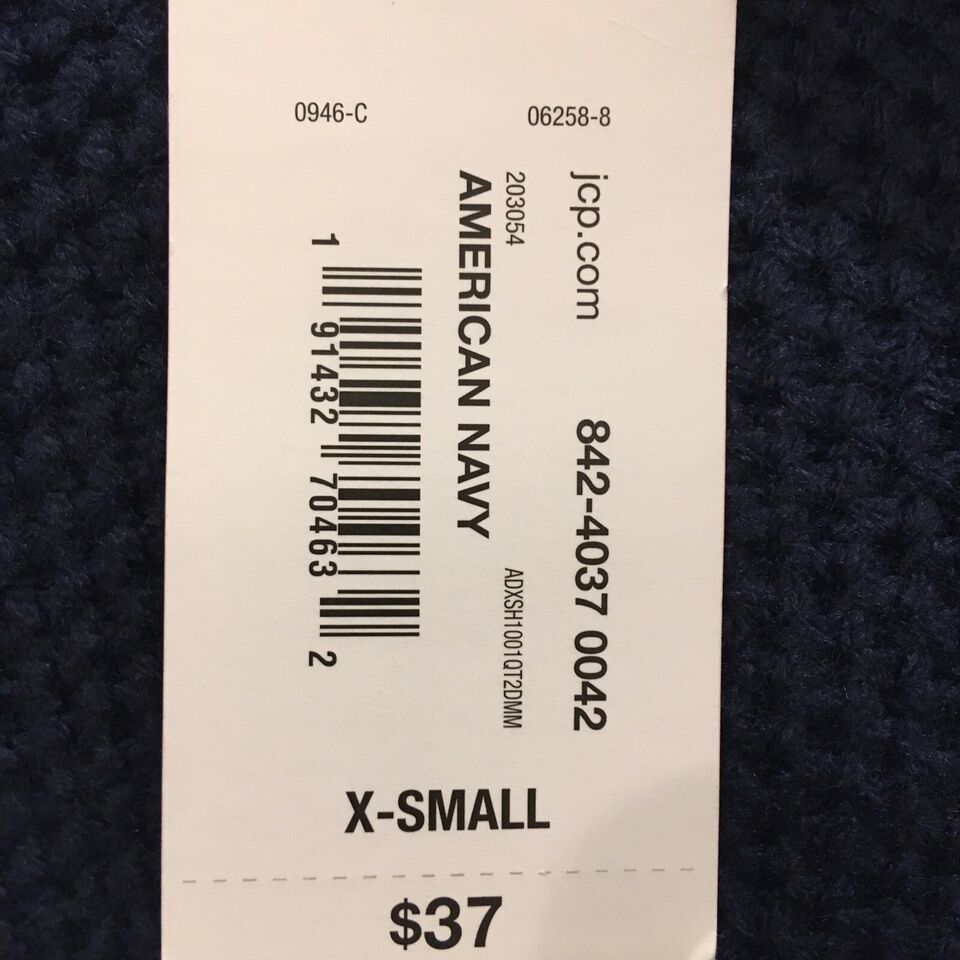 0946-C
06258-8
jcp.com 842-4037 0042
203054 ADXSH1001QT2DMM
AMERICAN NAVY
1 91432 70463 2
X-SMALL
$37